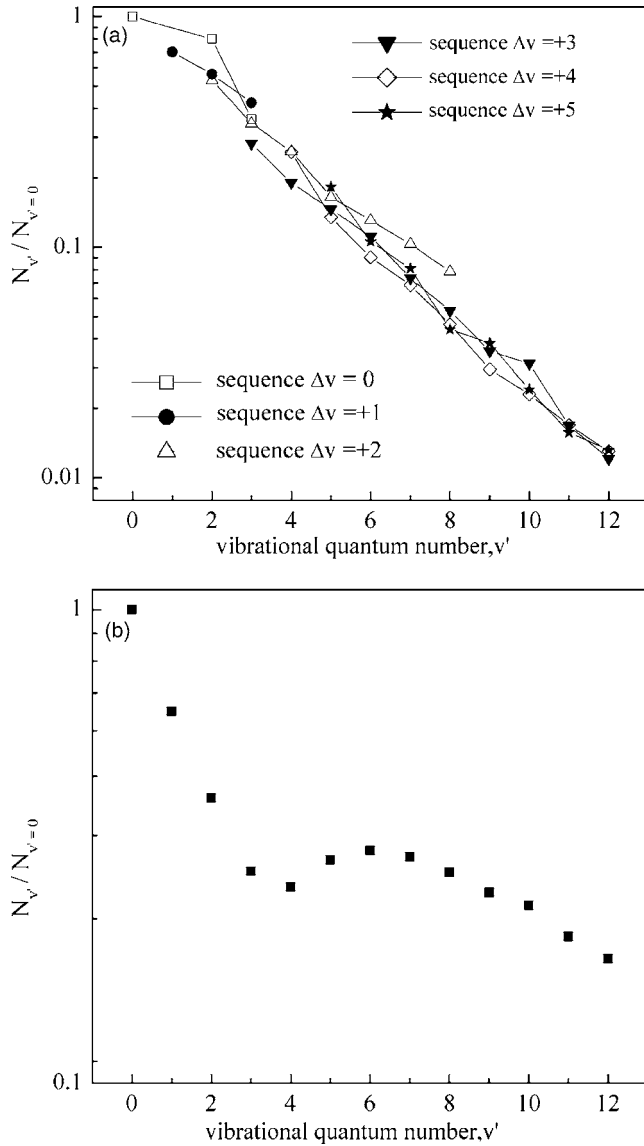 (a)
1
0.1
0.01
N_v' / N_v'=0
sequence Δv =+3
sequence Δv =+4
sequence Δv =+5
sequence Δv = 0
sequence Δv =+1
sequence Δv =+2
0 2 4 6 8 10 12
vibrational quantum number,v'
(b)
1
0.1
N_v' / N_v'=0
0 2 4 6 8 10 12
vibrational quantum number,v'